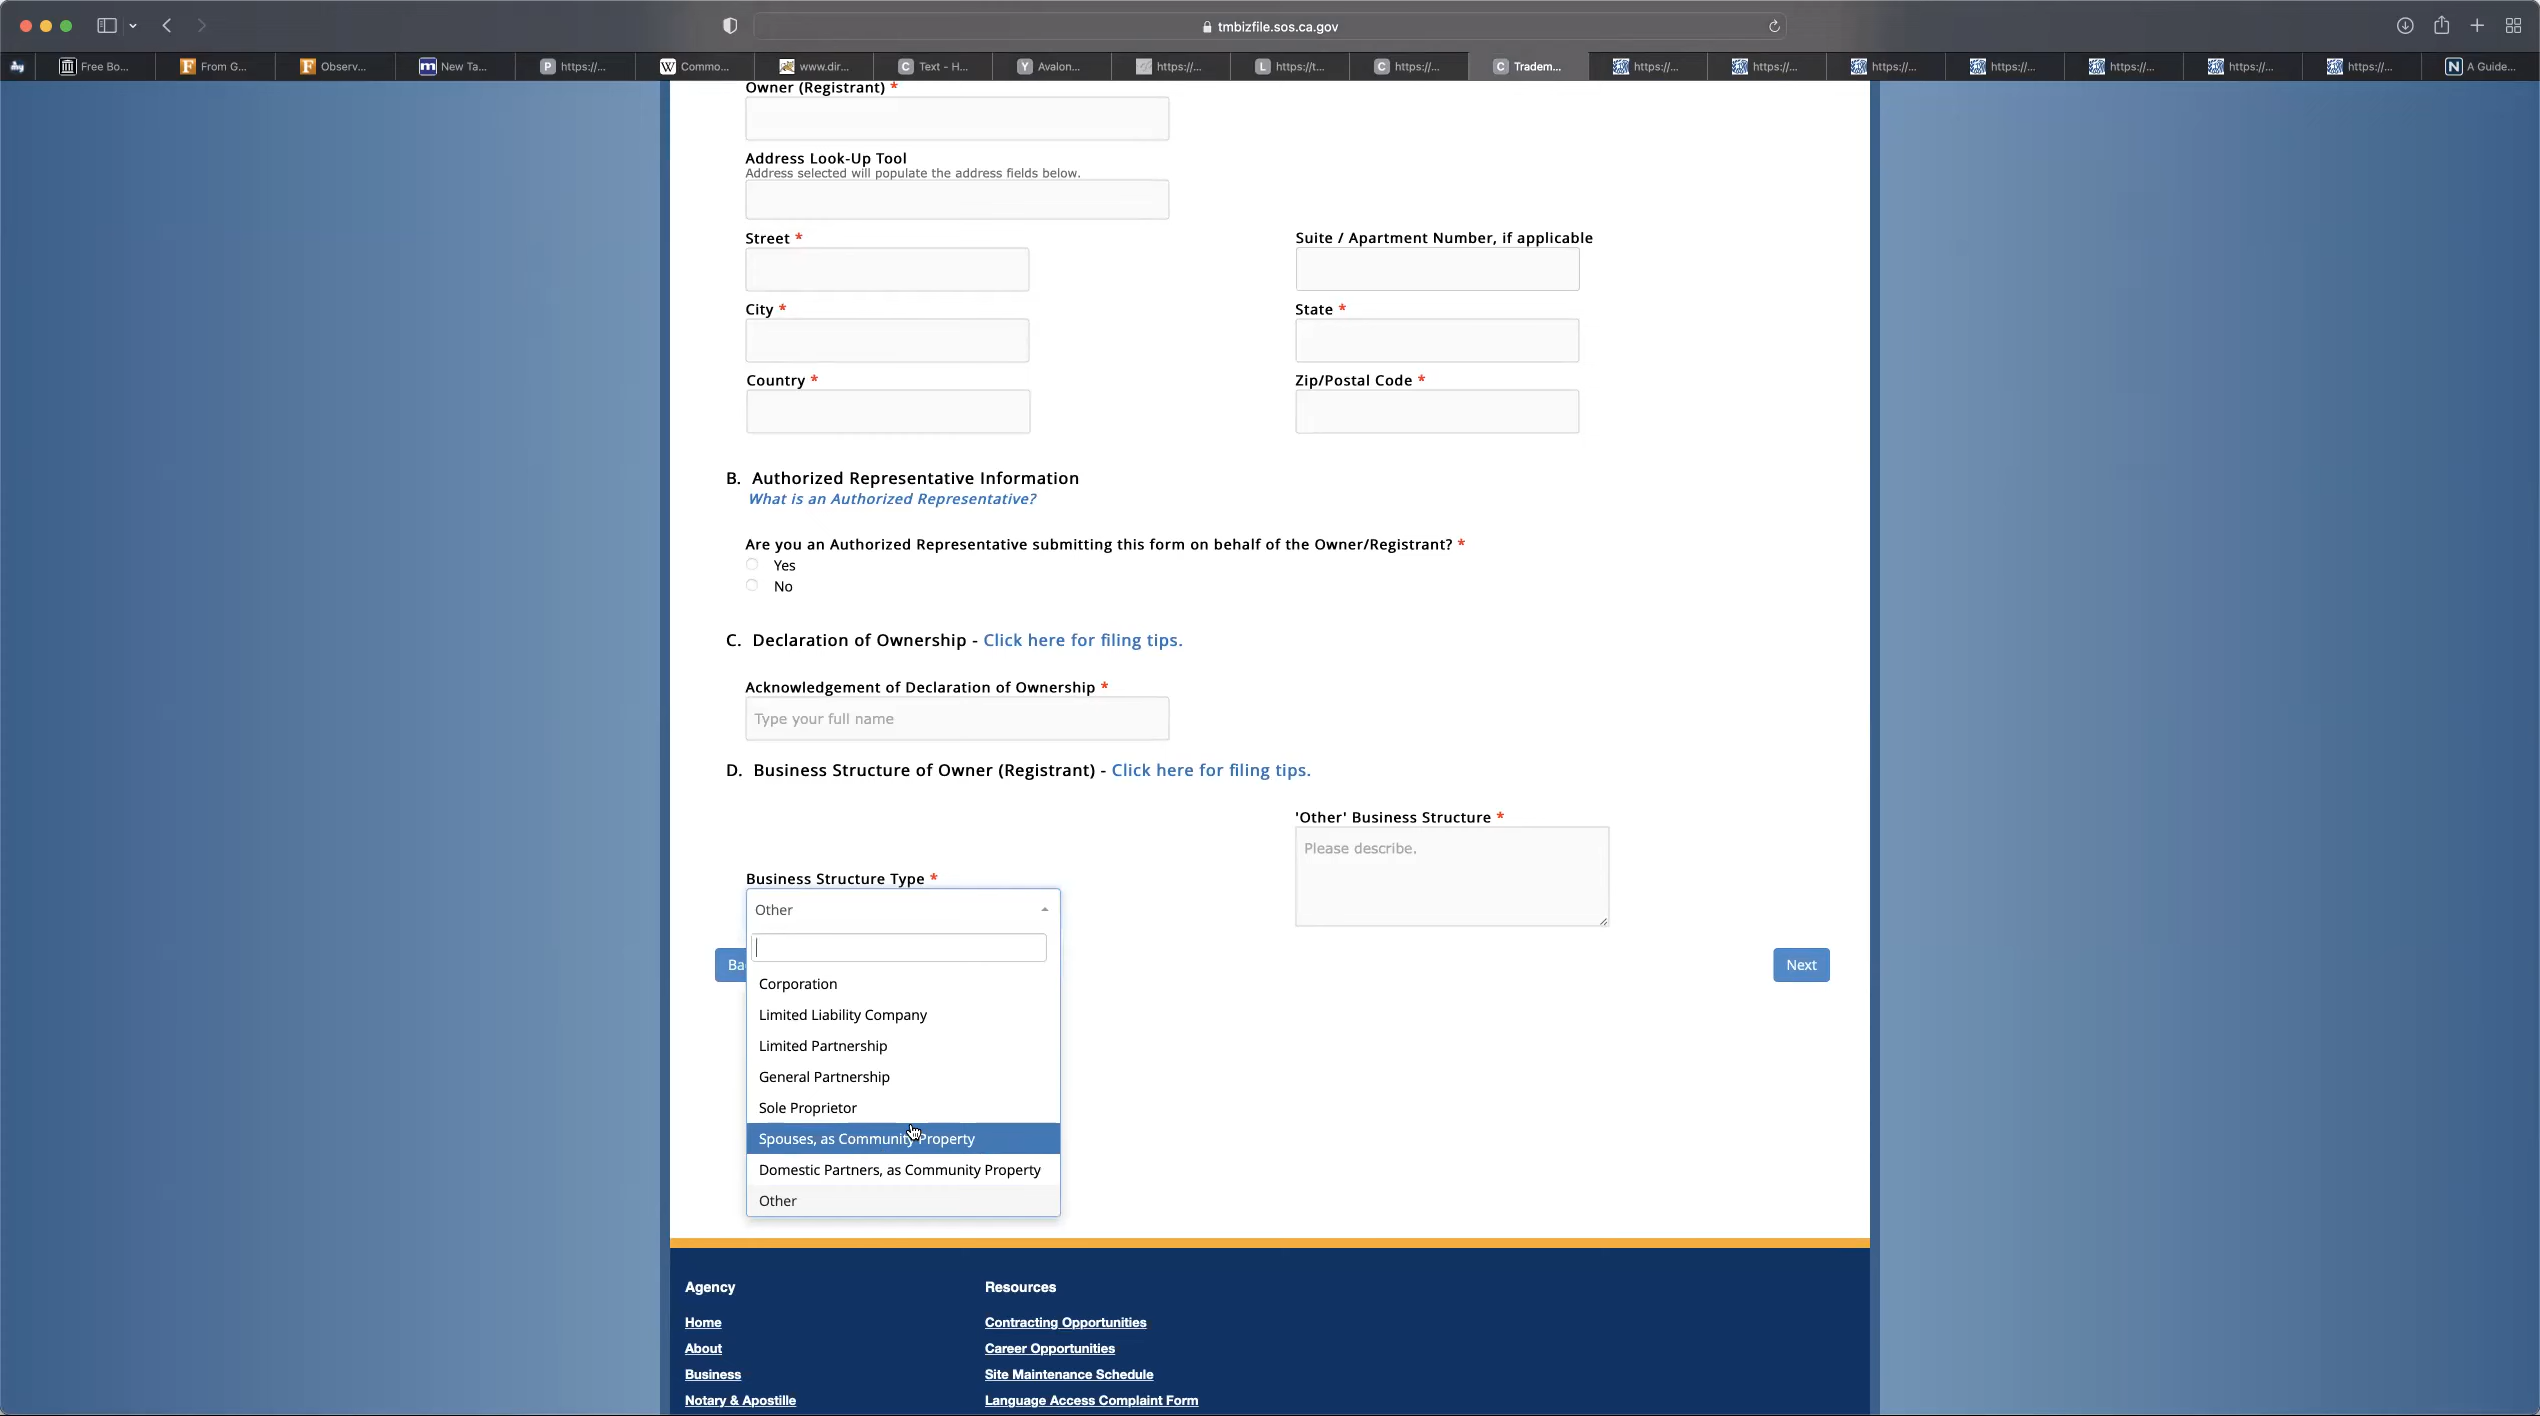 tmbizfile.sos.ca.gov
Free Bo...
From G...
Observ...
New Ta...
https://...
Commo...
www.dir...
Text - H...
Avalon...
https://...
https://t...
https://...
Tradem...
https://...
https://...
https://...
https://...
https://...
https://...
https://...
A Guide...
Owner (Registrant) *
Address Look-Up Tool
Address selected will populate the address fields below.
Street *
Suite / Apartment Number, if applicable
City *
State *
Country *
Zip/Postal Code *
B. Authorized Representative Information
What is an Authorized Representative?
Are you an Authorized Representative submitting this form on behalf of the Owner/Registrant? *
Yes
No
C. Declaration of Ownership - Click here for filing tips.
Acknowledgement of Declaration of Ownership *
Type your full name
D. Business Structure of Owner (Registrant) - Click here for filing tips.
'Other' Business Structure *
Please describe.
Business Structure Type *
Other
Ba
Next
Corporation
Limited Liability Company
Limited Partnership
General Partnership
Sole Proprietor
Spouses, as Community Property
Domestic Partners, as Community Property
Other
Agency
Resources
Home
Contracting Opportunities
About
Career Opportunities
Business
Site Maintenance Schedule
Notary & Apostille
Language Access Complaint Form